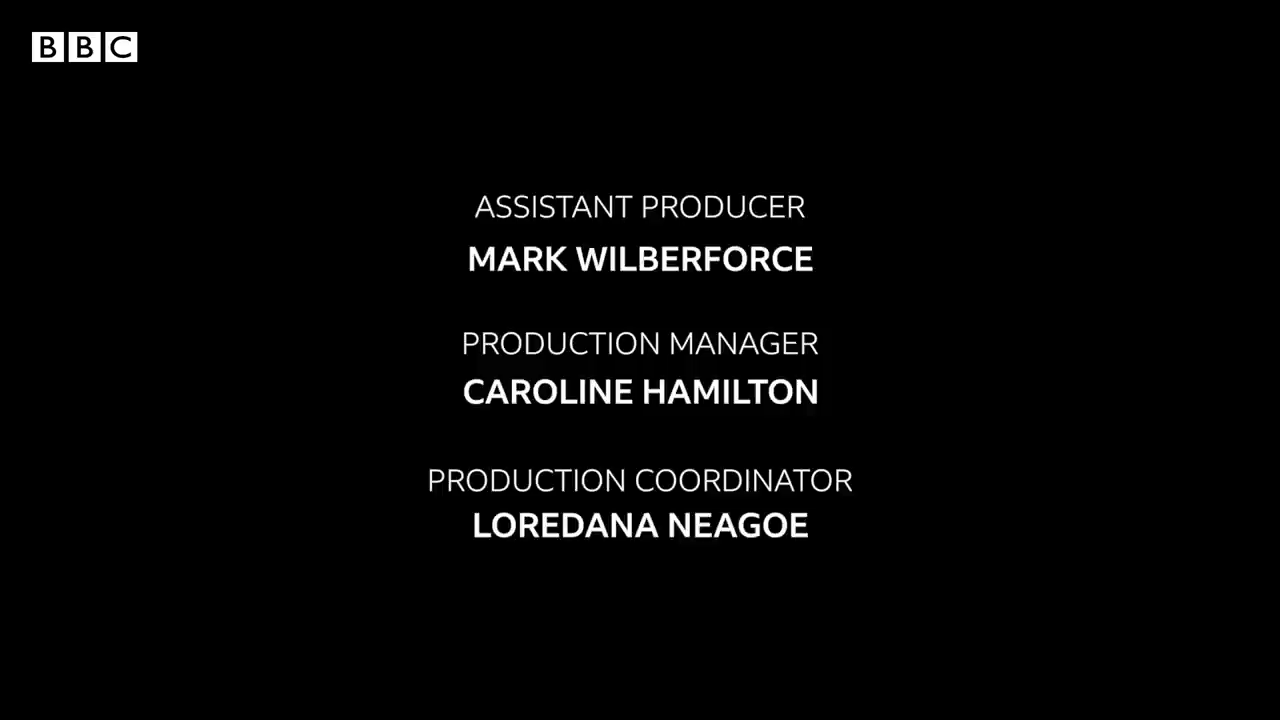 BBC
ASSISTANT PRODUCER
MARK WILBERFORCE
PRODUCTION MANAGER
CAROLINE HAMILTON
PRODUCTION COORDINATOR
LOREDANA NEAGOE